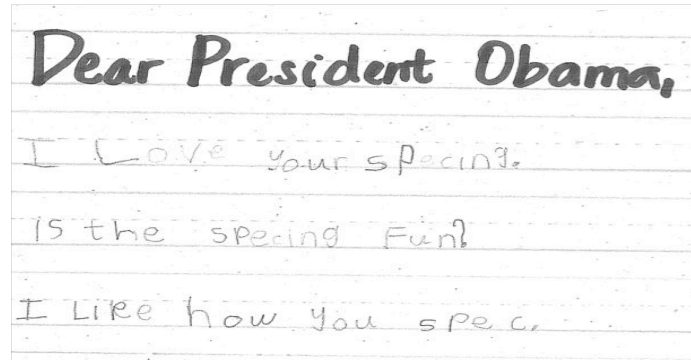 Dear President Obama,
I Love your specing.
is the specing Fun?
I Like how you spec.